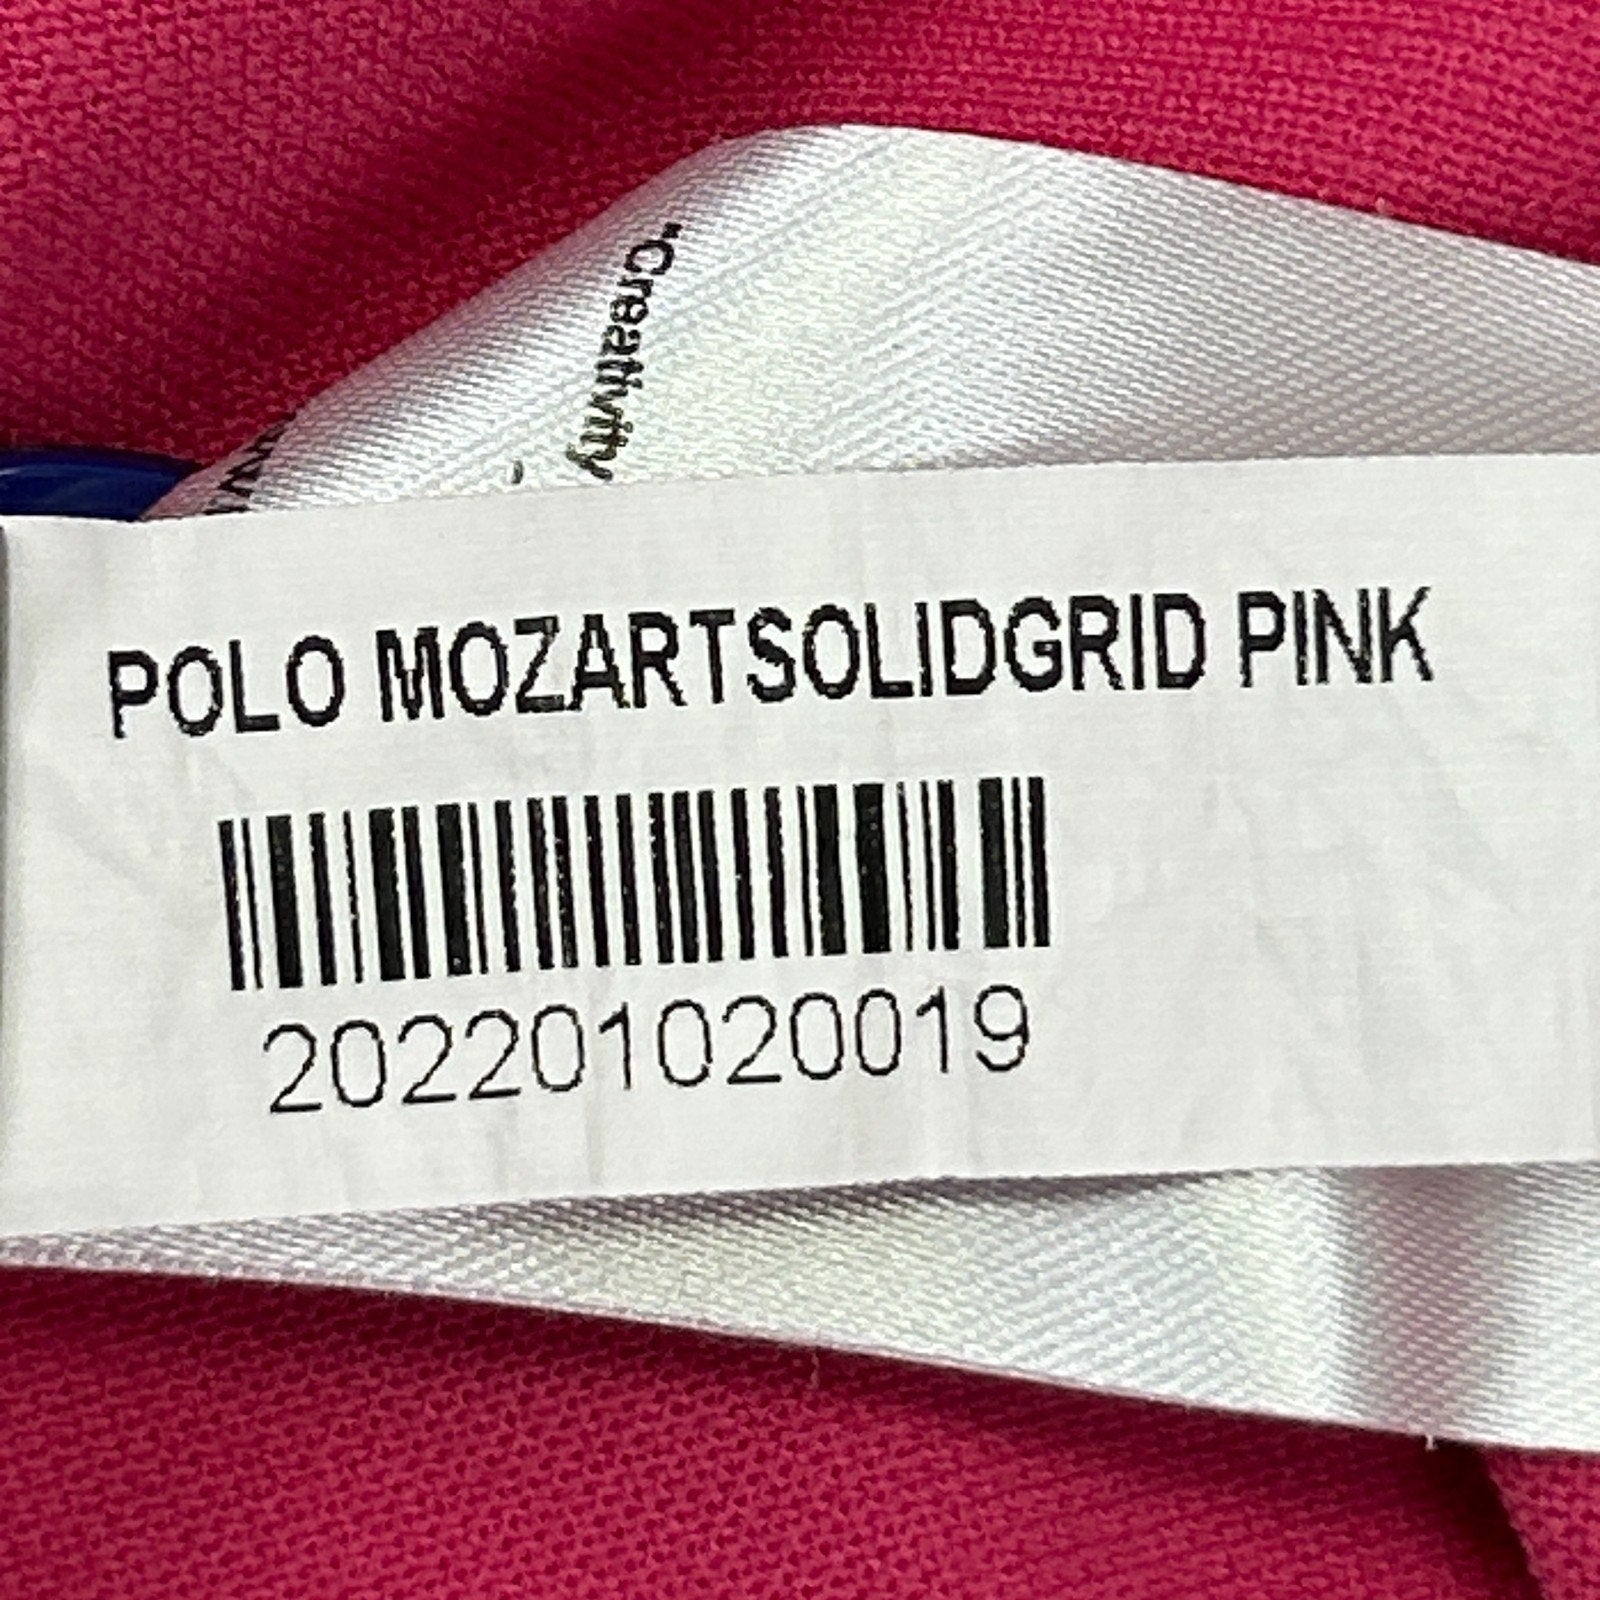 "Creativity
POLO MOZARTSOLIDGRID PINK
202201020019